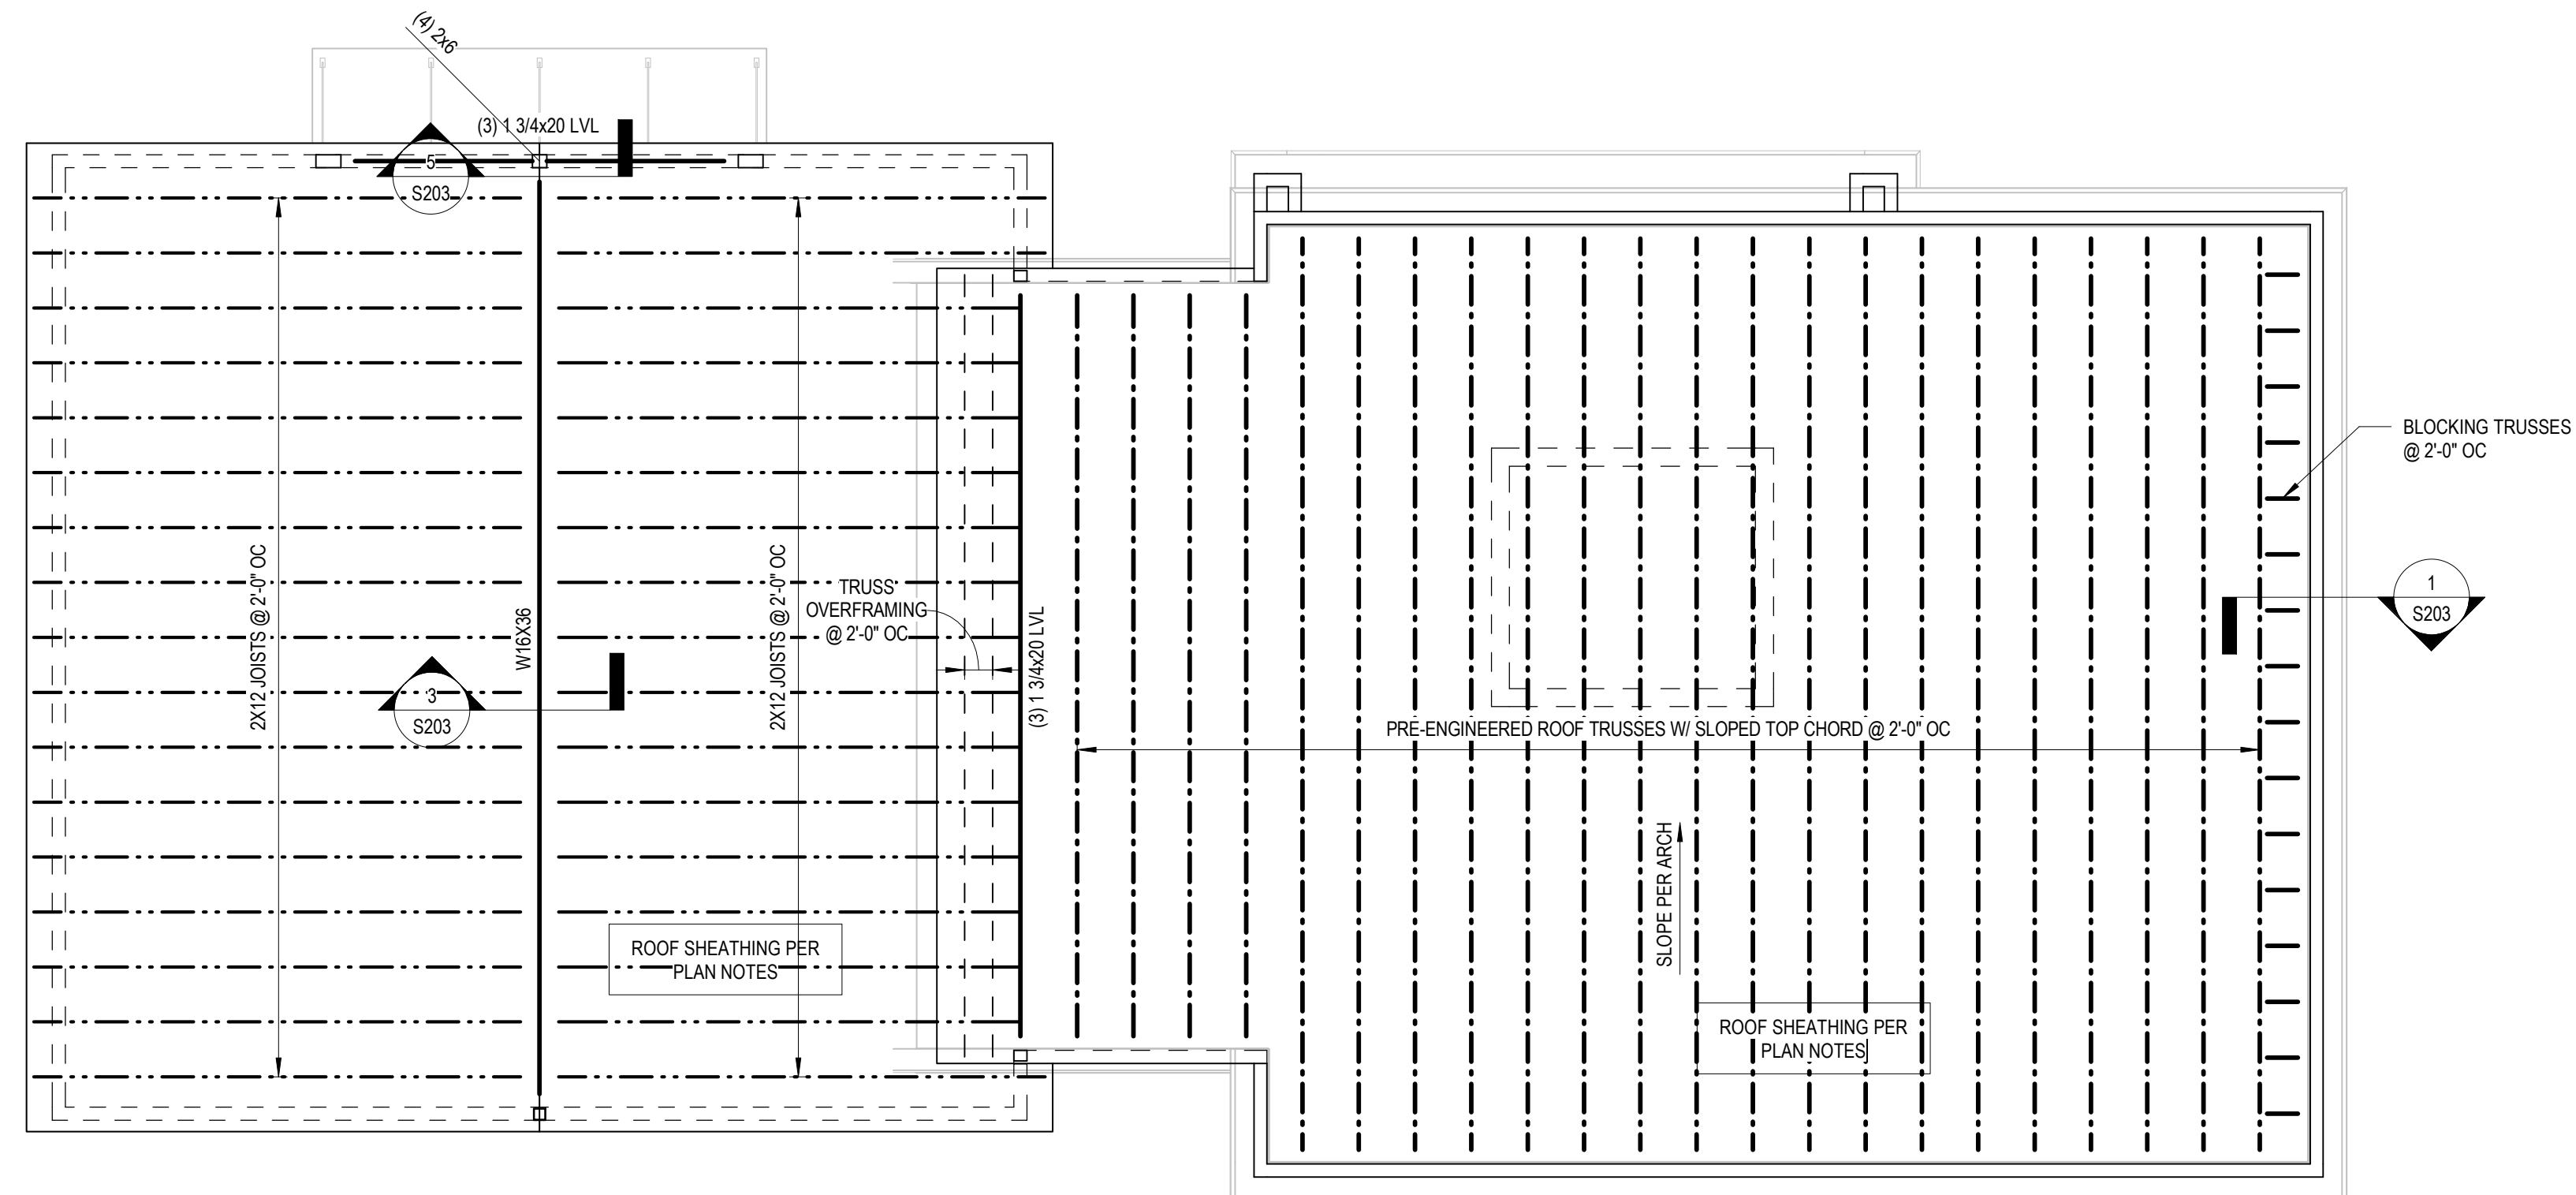 (4) 2x6
(3) 1 3/4x20 LVL
5
S203
2X12 JOISTS @ 2'-0" OC
W16X36
2X12 JOISTS @ 2'-0" OC
TRUSS
OVERFRAMING
@ 2'-0" OC
(3) 1 3/4x20 LVL
3
S203
ROOF SHEATHING PER
PLAN NOTES
BLOCKING TRUSSES
@ 2'-0" OC
1
S203
PRE-ENGINEERED ROOF TRUSSES W/ SLOPED TOP CHORD @ 2'-0" OC
SLOPE PER ARCH
ROOF SHEATHING PER
PLAN NOTES